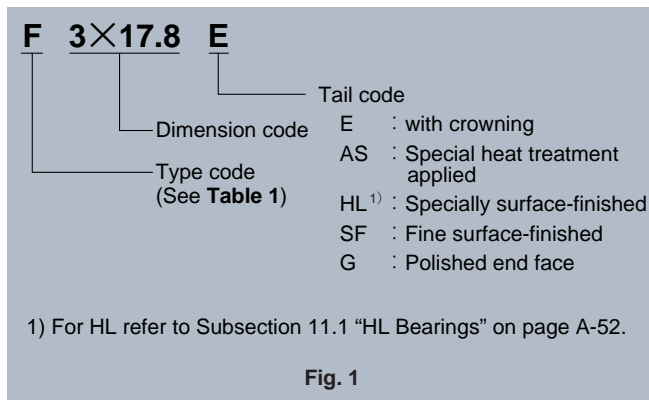 F 3×17.8 E
Tail code
Dimension code
E : with crowning
AS : Special heat treatment
applied
Type code
(See Table 1)
HL1) : Specially surface-finished
SF : Fine surface-finished
G : Polished end face
1) For HL refer to Subsection 11.1 “HL Bearings” on page A-52.
Fig. 1